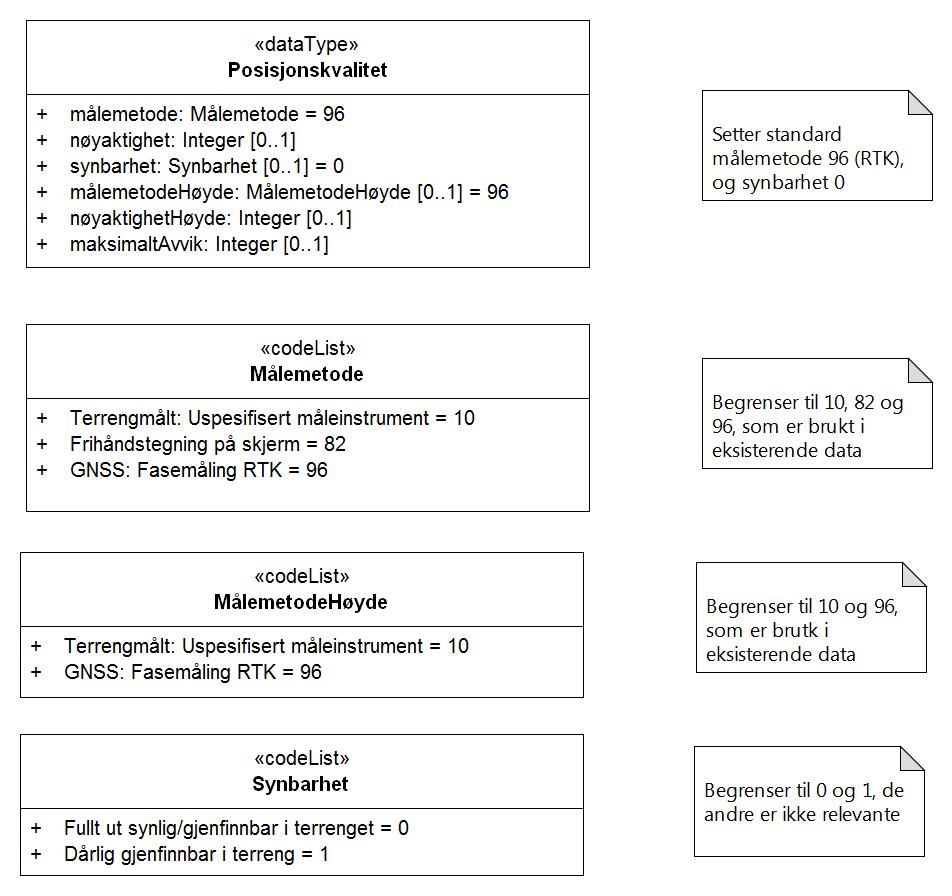 «dataType»
Posisjonskvalitet
+ målemetode: Målemetode = 96
+ nøyaktighet: Integer [0..1]
+ synbarhet: Synbarhet [0..1] = 0
+ målemetodeHøyde: MålemetodeHøyde [0..1] = 96
+ nøyaktighetHøyde: Integer [0..1]
+ maksimaltAvvik: Integer [0..1]
Setter standard
målemetode 96 (RTK),
og synbarhet 0
«codeList»
Målemetode
+ Terrengmålt: Uspesifisert måleinstrument = 10
+ Frihåndstegning på skjerm = 82
+ GNSS: Fasemåling RTK = 96
Begrenser til 10, 82 og
96, som er brukt i
eksisterende data
«codeList»
MålemetodeHøyde
+ Terrengmålt: Uspesifisert måleinstrument = 10
+ GNSS: Fasemåling RTK = 96
Begrenser til 10 og 96,
som er brutk i
eksisterende data
«codeList»
Synbarhet
+ Fullt ut synlig/gjenfinnbar i terrenget = 0
+ Dårlig gjenfinnbar i terreng = 1
Begrenser til 0 og 1, de
andre er ikke relevante